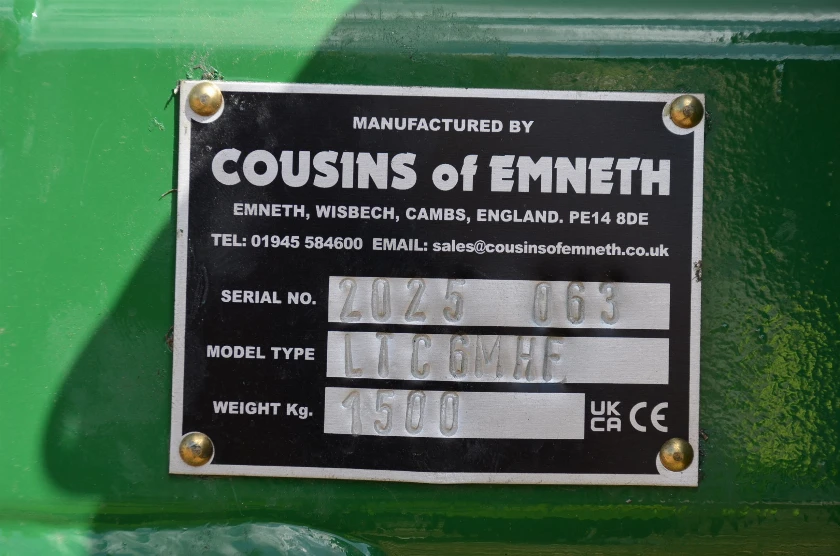 MANUFACTURED BY
COUSINS of EMNETH
EMNETH, WISBECH, CAMBS, ENGLAND. PE14 8DE
TEL: 01945 584600 EMAIL: sales@cousinsofemneth.co.uk
SERIAL NO. 2025 063
MODEL TYPE LTC6MHF
WEIGHT Kg. 1500 UK CA CE